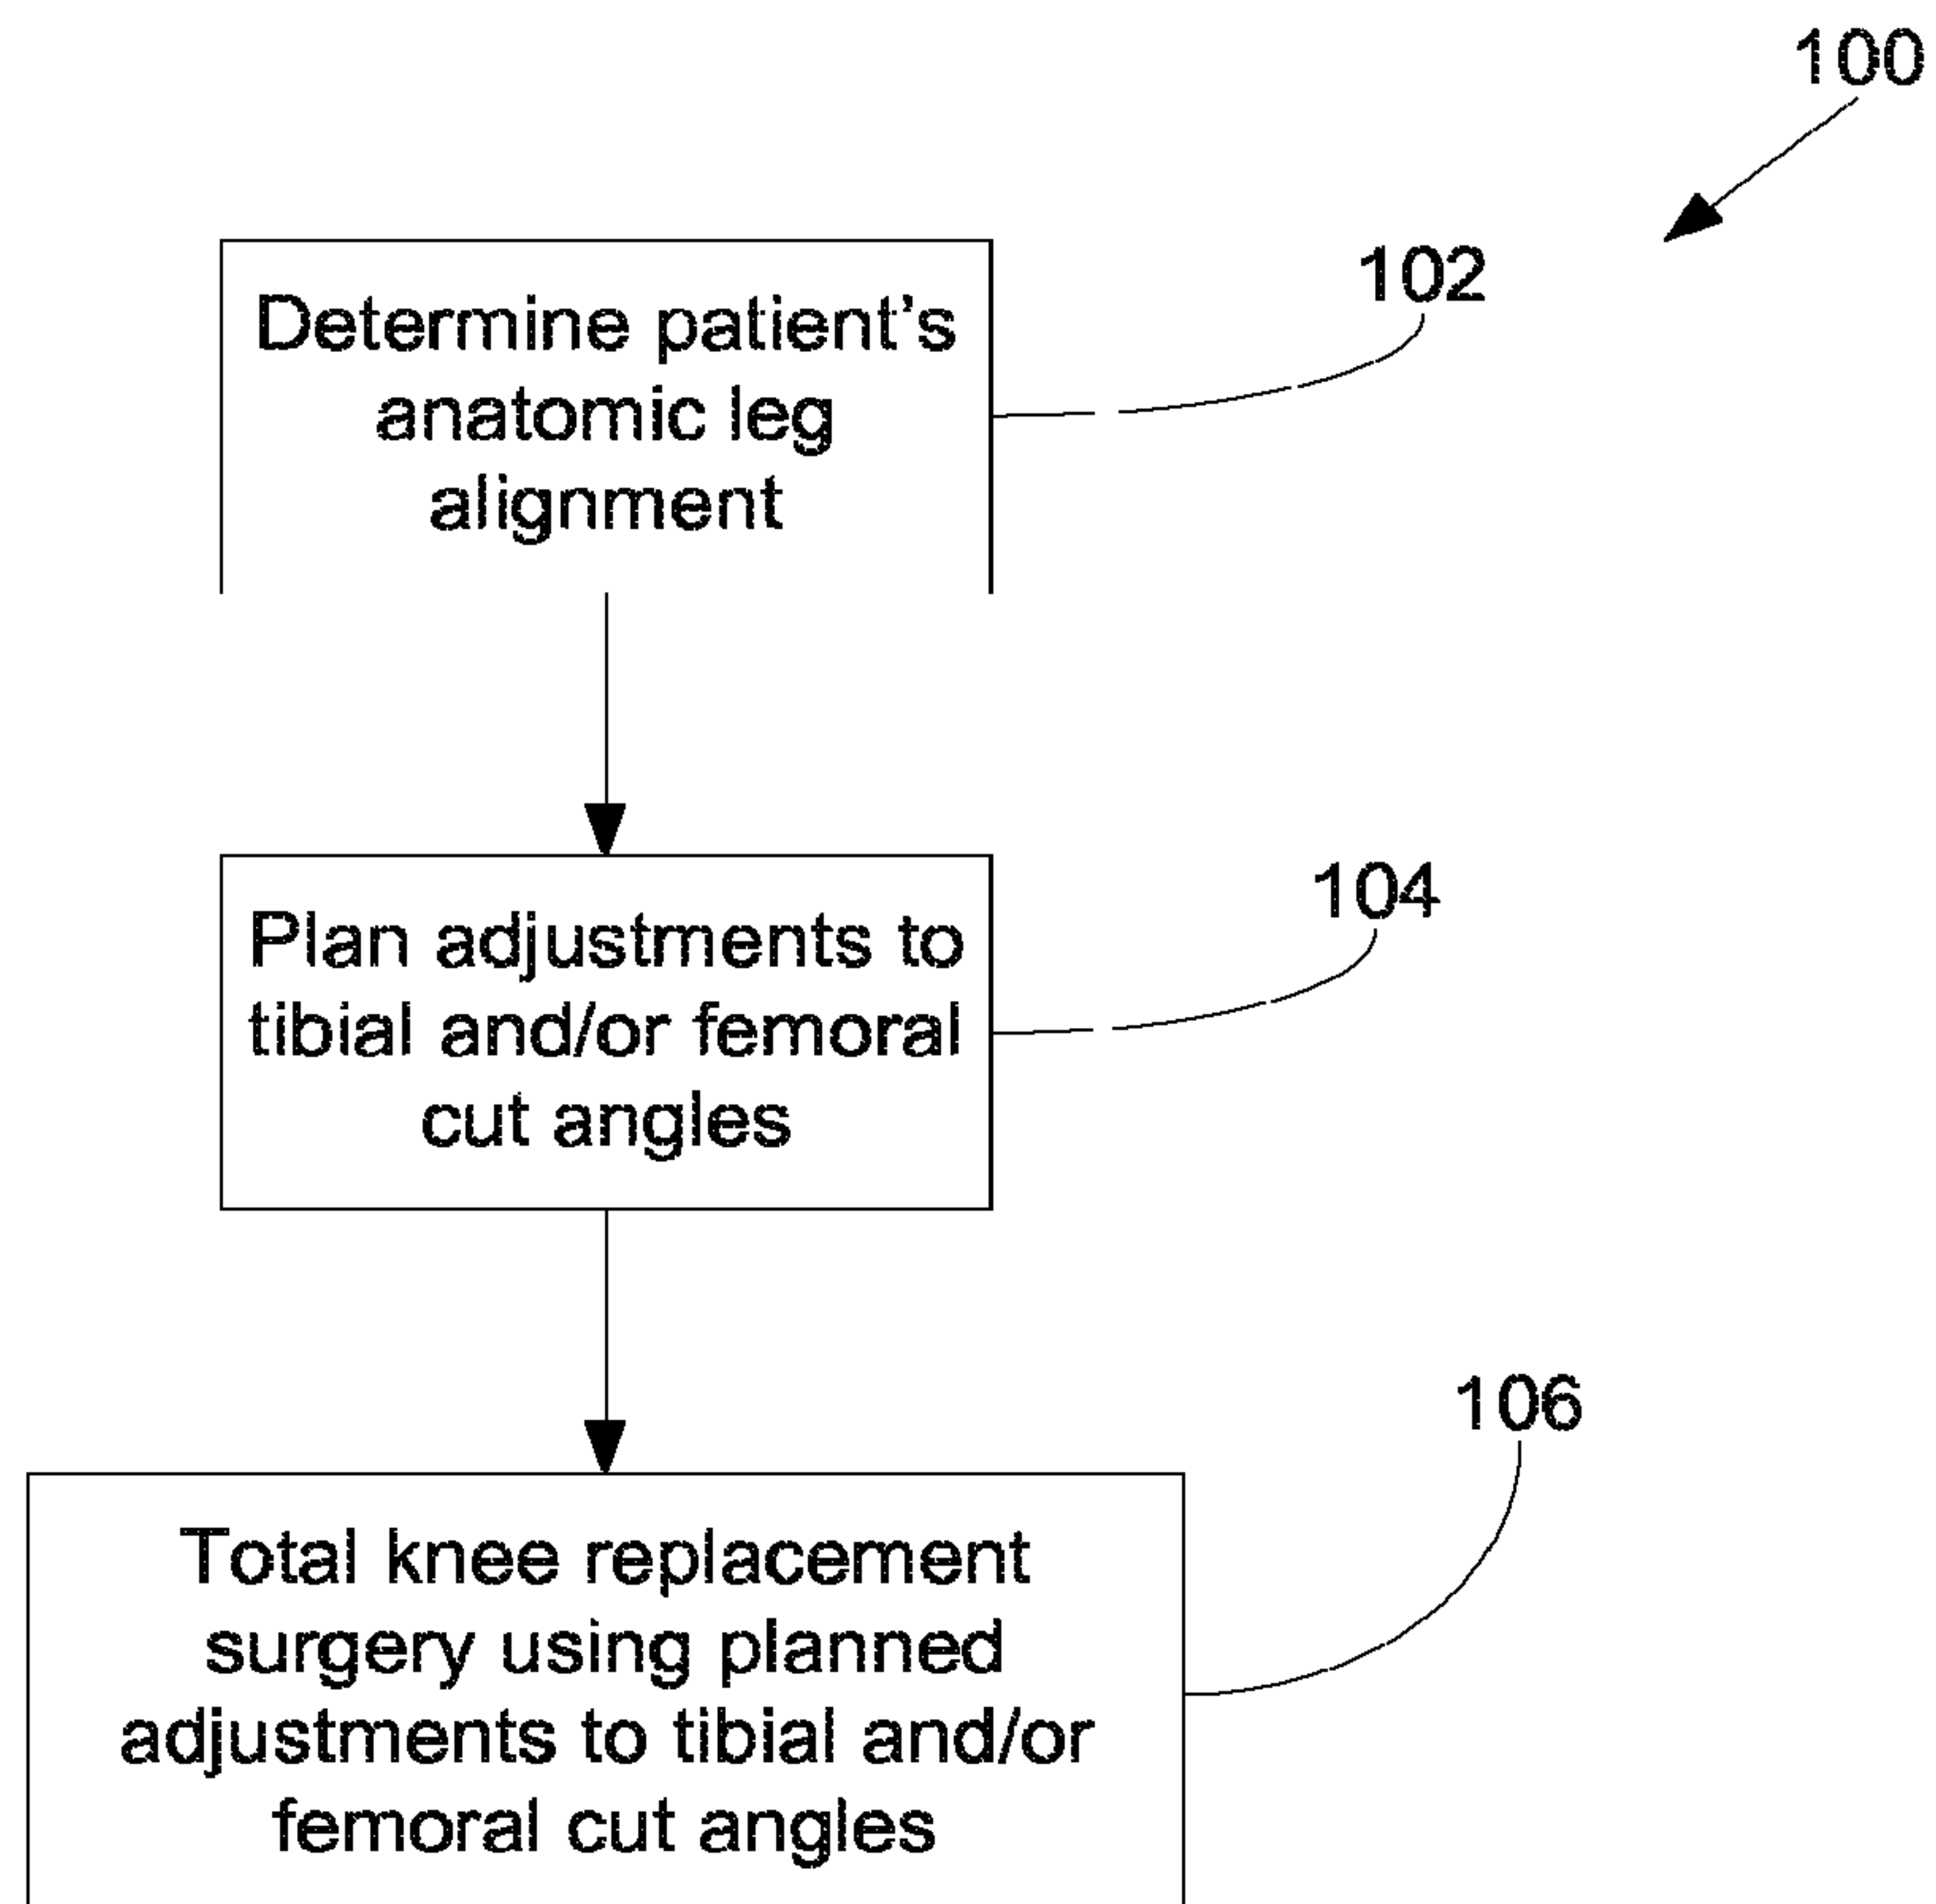 100
102
Determine patient's
anatomic leg
alignment
104
Plan adjustments to
tibial and/or femoral
cut angles
106
Total knee replacement
surgery using planned
adjustments to tibial and/or
femoral cut angles